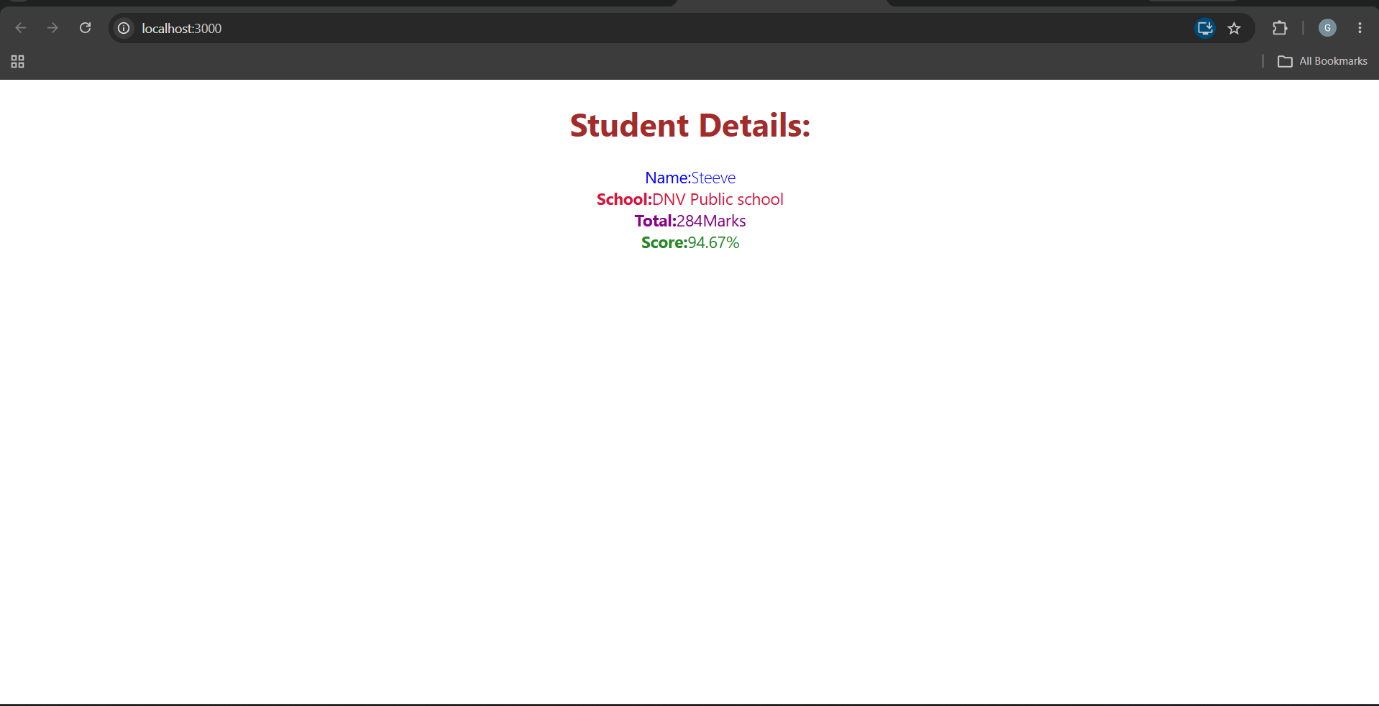 localhost:3000
G
All Bookmarks
Student Details:
Name:Steeve
School:DNV Public school
Total:284Marks
Score:94.67%